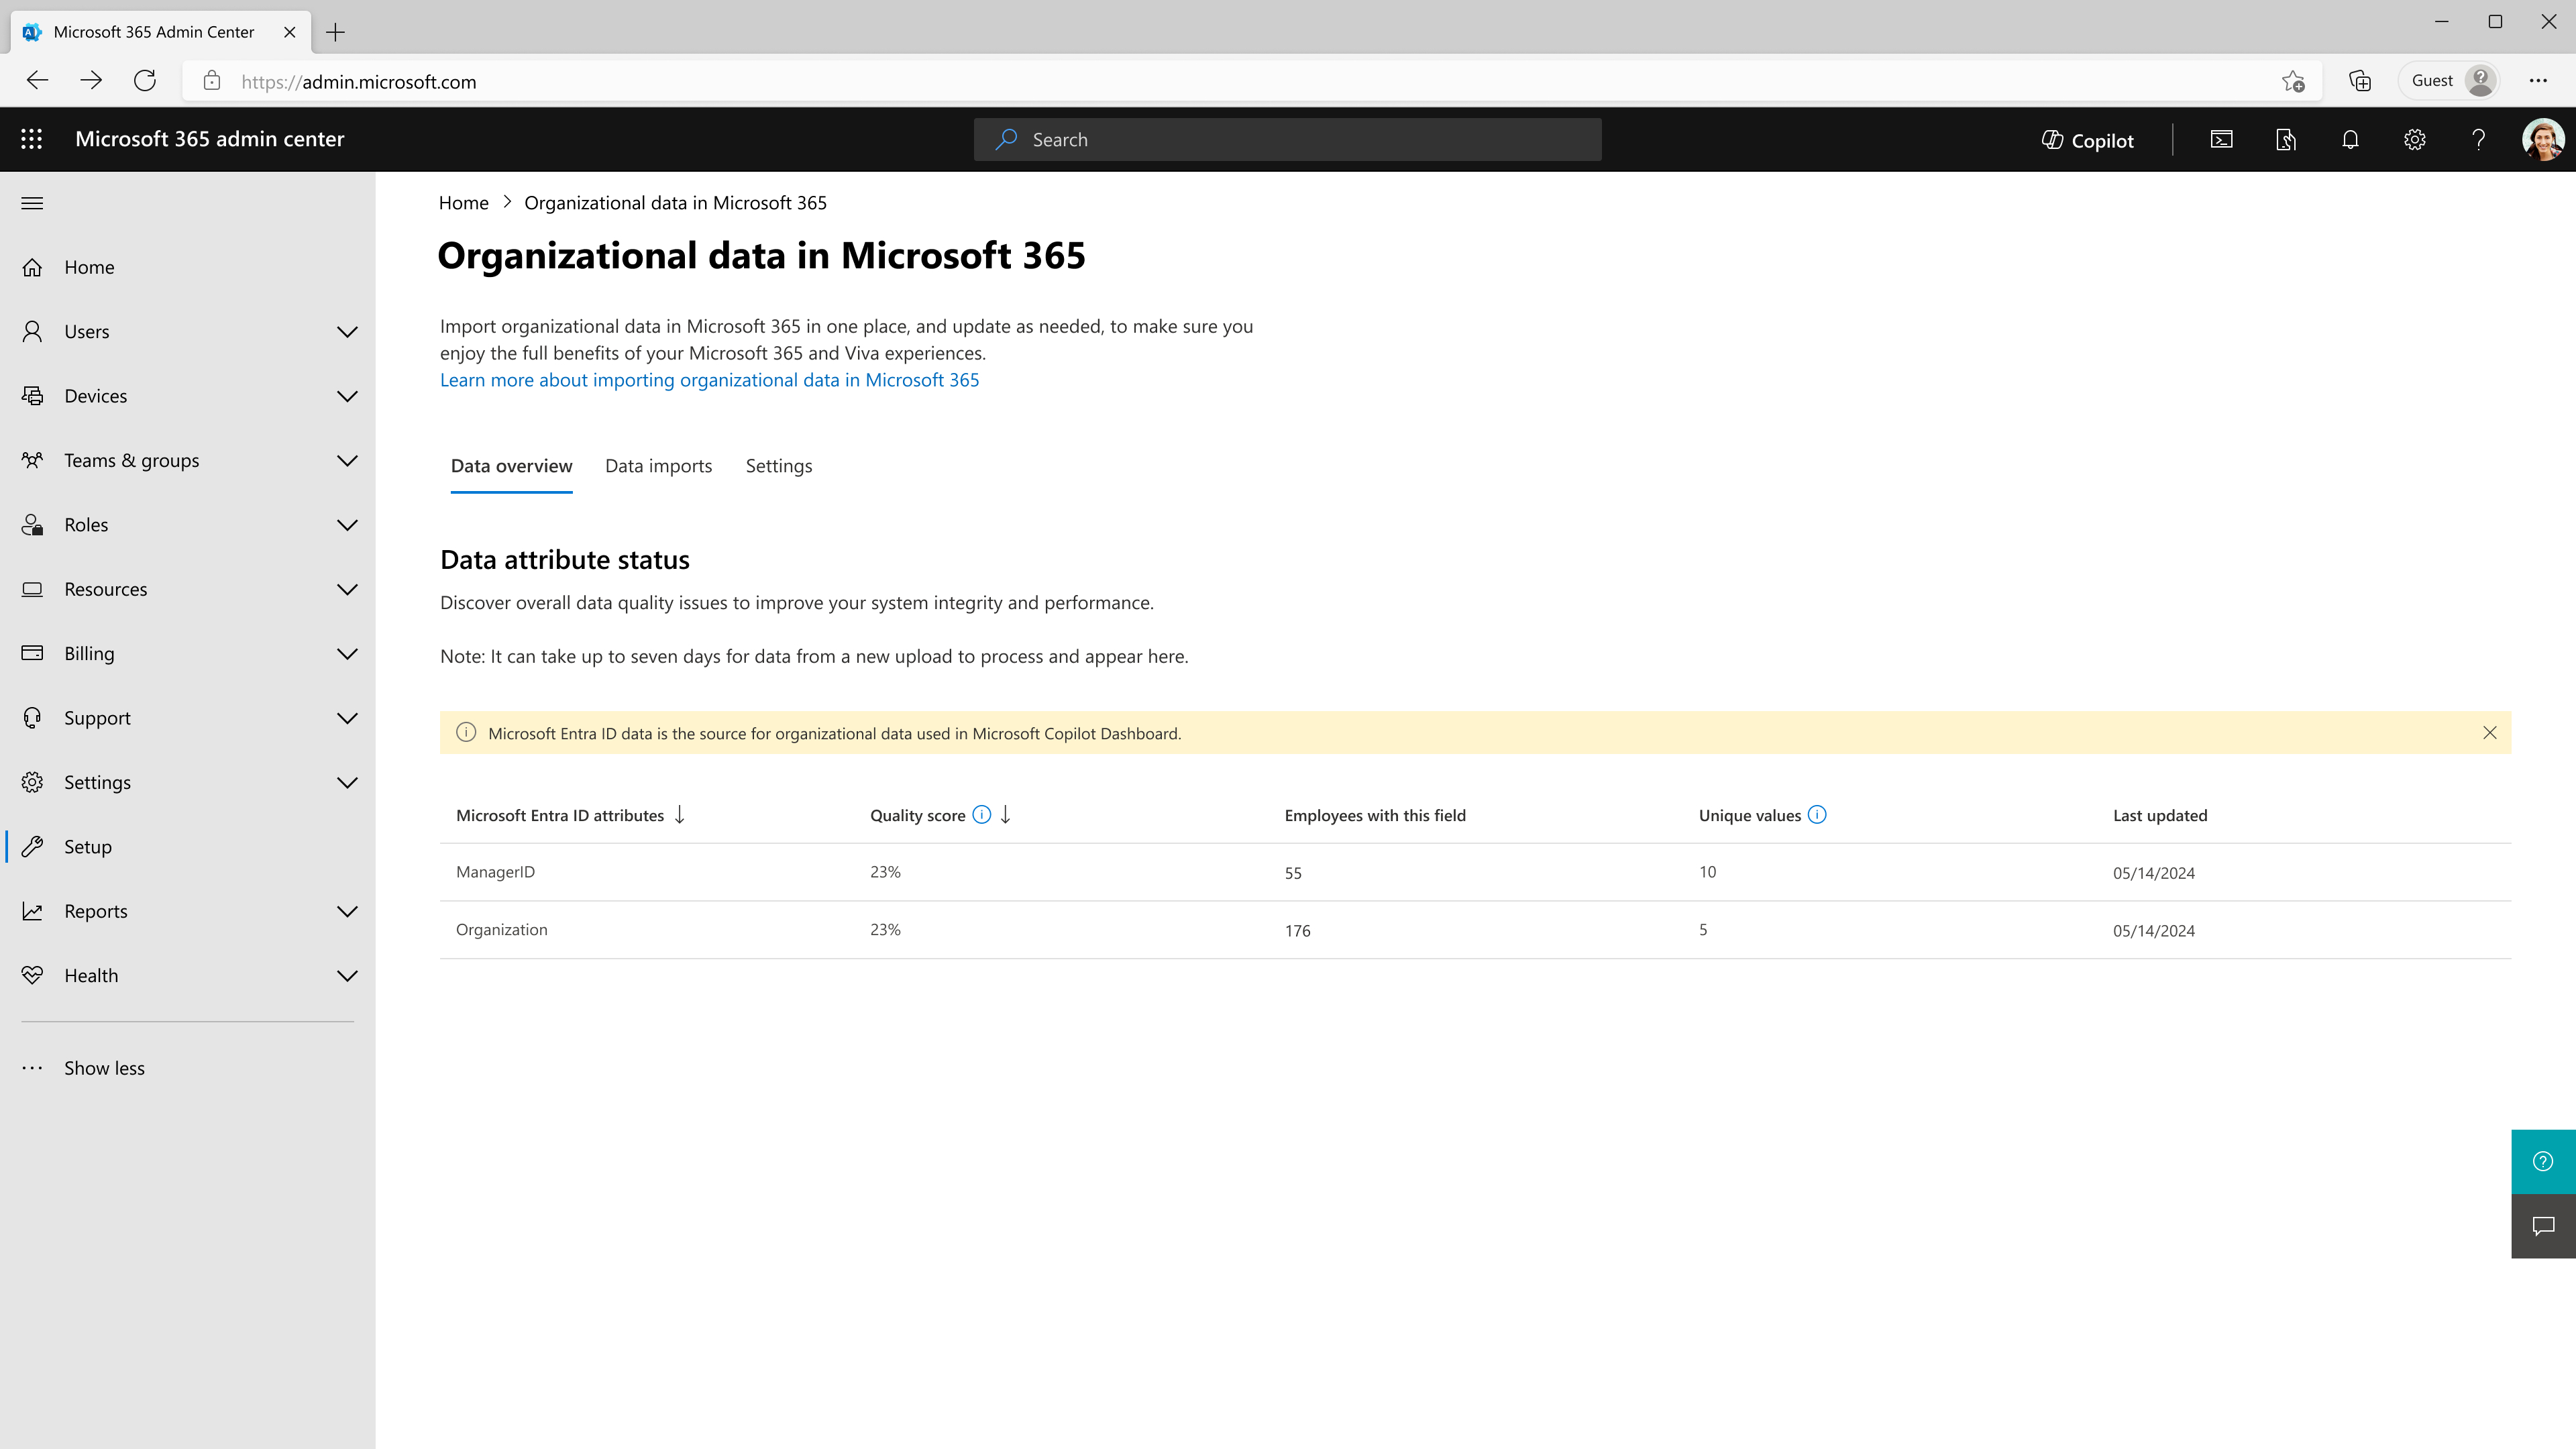 Microsoft 365 Admin Center
https://admin.microsoft.com
Guest
Microsoft 365 admin center
Search
Copilot
Home
Users
Devices
Teams & groups
Roles
Resources
Billing
Support
Settings
Setup
Reports
Health
Show less
Home > Organizational data in Microsoft 365
Organizational data in Microsoft 365
Import organizational data in Microsoft 365 in one place, and update as needed, to make sure you
enjoy the full benefits of your Microsoft 365 and Viva experiences.
Learn more about importing organizational data in Microsoft 365
Data overview Data imports Settings
Data attribute status
Discover overall data quality issues to improve your system integrity and performance.
Note: It can take up to seven days for data from a new upload to process and appear here.
Microsoft Entra ID data is the source for organizational data used in Microsoft Copilot Dashboard.
Microsoft Entra ID attributes Quality score Employees with this field Unique values Last updated
ManagerID 23% 55 10 05/14/2024
Organization 23% 176 5 05/14/2024